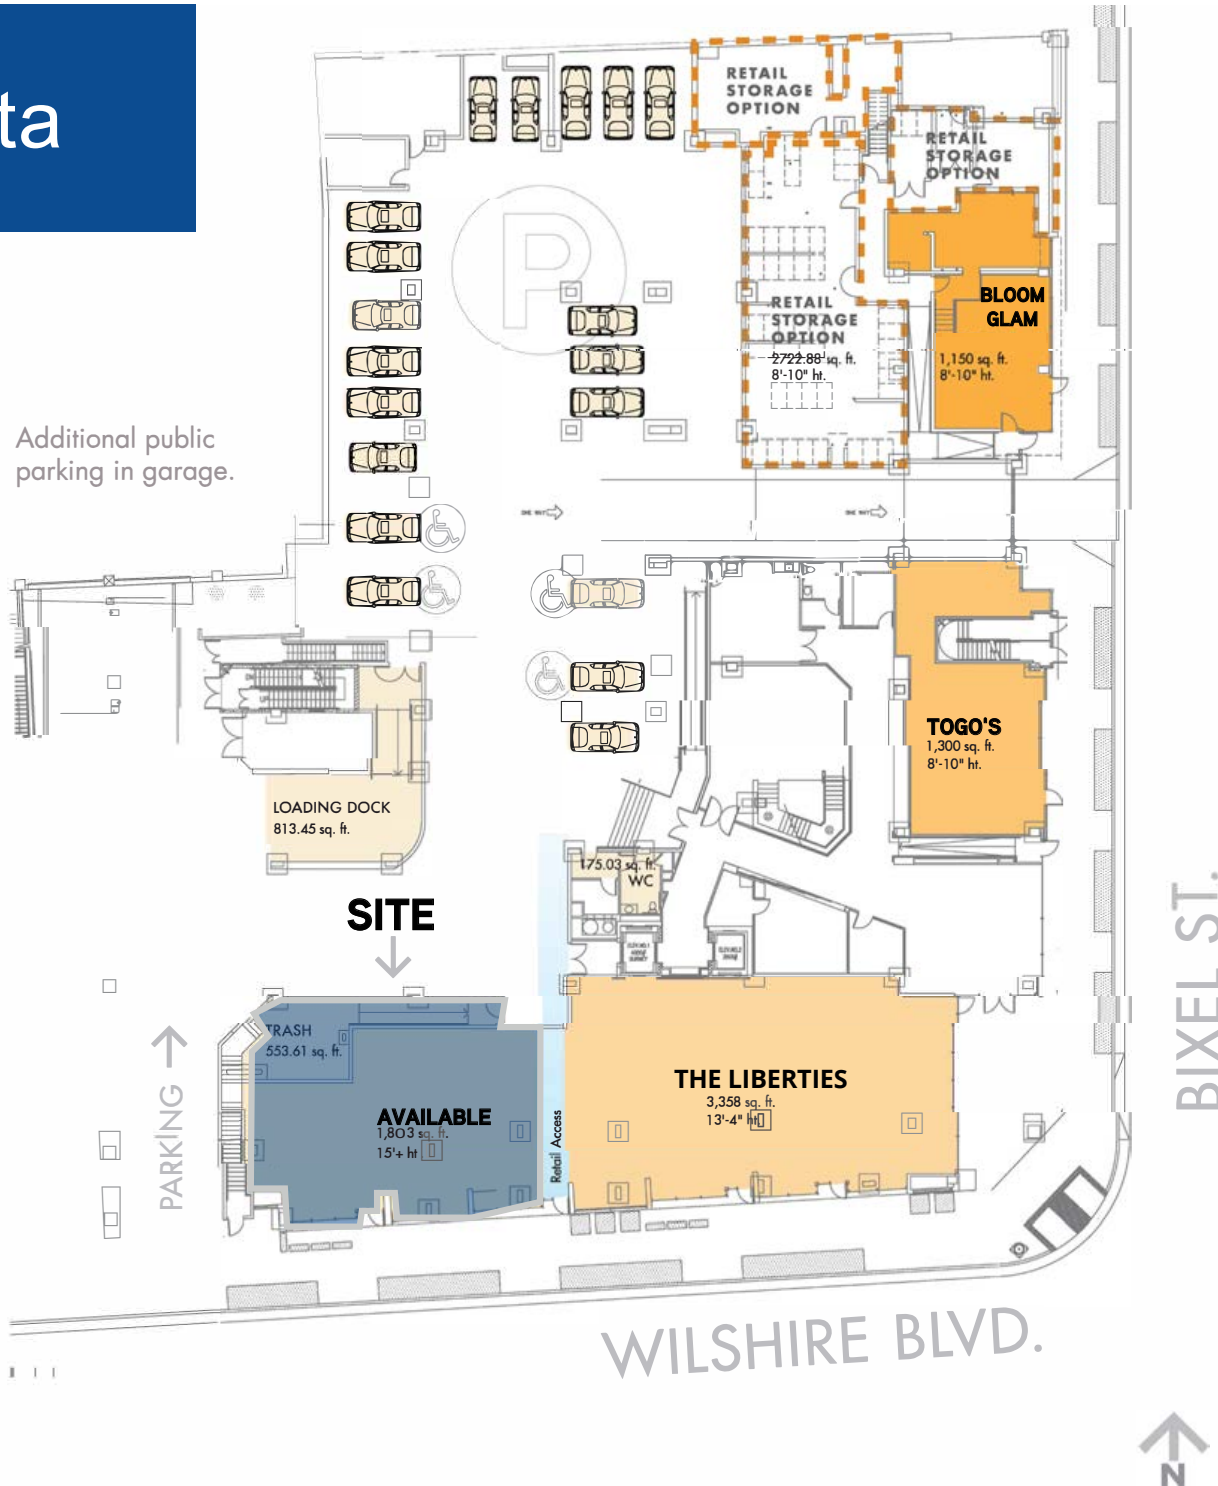 ta
RETAIL
STORAGE
OPTION
RETAIL
STORAGE
OPTION
P
BLOOM
GLAM
1,150 sq. ft.
8'-10" ht.
RETAIL
STORAGE
OPTION
2722.88 sq. ft.
8'-10" ht.
Additional public
parking in garage.
ONE WAY
ONE WAY
TOGO'S
1,300 sq. ft.
8'-10" ht.
LOADING DOCK
813.45 sq. ft.
175.03 sq. ft.
WC
SITE
TRASH
553.61 sq. ft.
AVAILABLE
1,803 sq. ft.
15'+ ht
PARKING
Retail Access
THE LIBERTIES
3,358 sq. ft.
13'-4" ht.
BIXEL ST.
WILSHIRE BLVD.
N